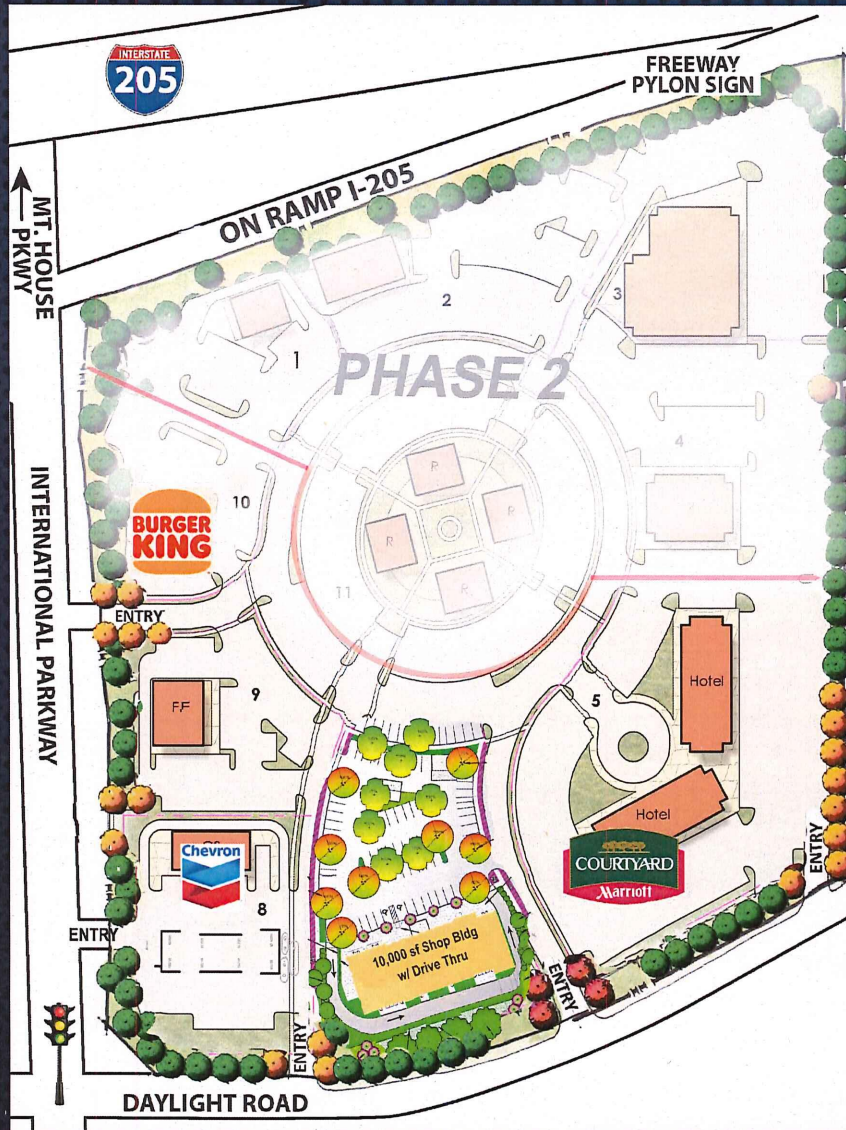 INTERSTATE
205
FREEWAY
PYLON SIGN
MT. HOUSE
PKWY
ON RAMP I-205
3
2
1
PHASE 2
4
R
R
R
R
10
BURGER
KING
11
INTERNATIONAL PARKWAY
ENTRY
Hotel
5
9
F.F
Hotel
Chevron
COURTYARD
Marriott
ENTRY
8
10,000 sf Shop Bldg
w/ Drive Thru
ENTRY
ENTRY
ENTRY
DAYLIGHT ROAD